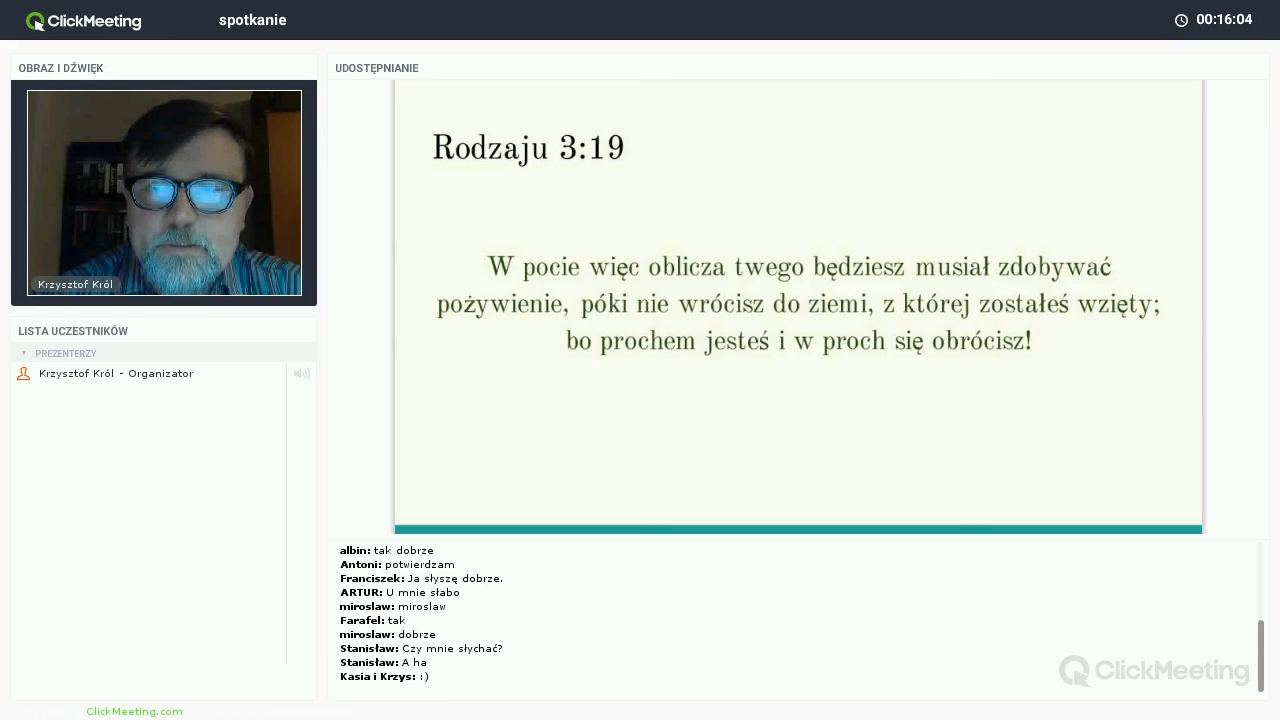 ClickMeeting
spotkanie
00:16:04
OBRAZ I DŹWIĘK
Krzysztof Król
LISTA UCZESTNIKÓW
PREZENTERZY
Krzysztof Król - Organizator
UDOSTĘPNIANIE
Rodzaju 3:19
W pocie więc oblicza twego będziesz musiał zdobywać
pożywienie, póki nie wrócisz do ziemi, z której zostałeś wzięty;
bo prochem jesteś i w proch się obrócisz!
albin: tak dobrze
Antoni: potwierdzam
Franciszek: Ja słyszę dobrze.
ARTUR: U mnie słabo
miroslaw: miroslaw
Farafel: tak
miroslaw: dobrze
Stanisław: Czy mnie słychać?
Stanisław: A ha
Kasia i Krzys: :)
ClickMeeting
ClickMeeting.com